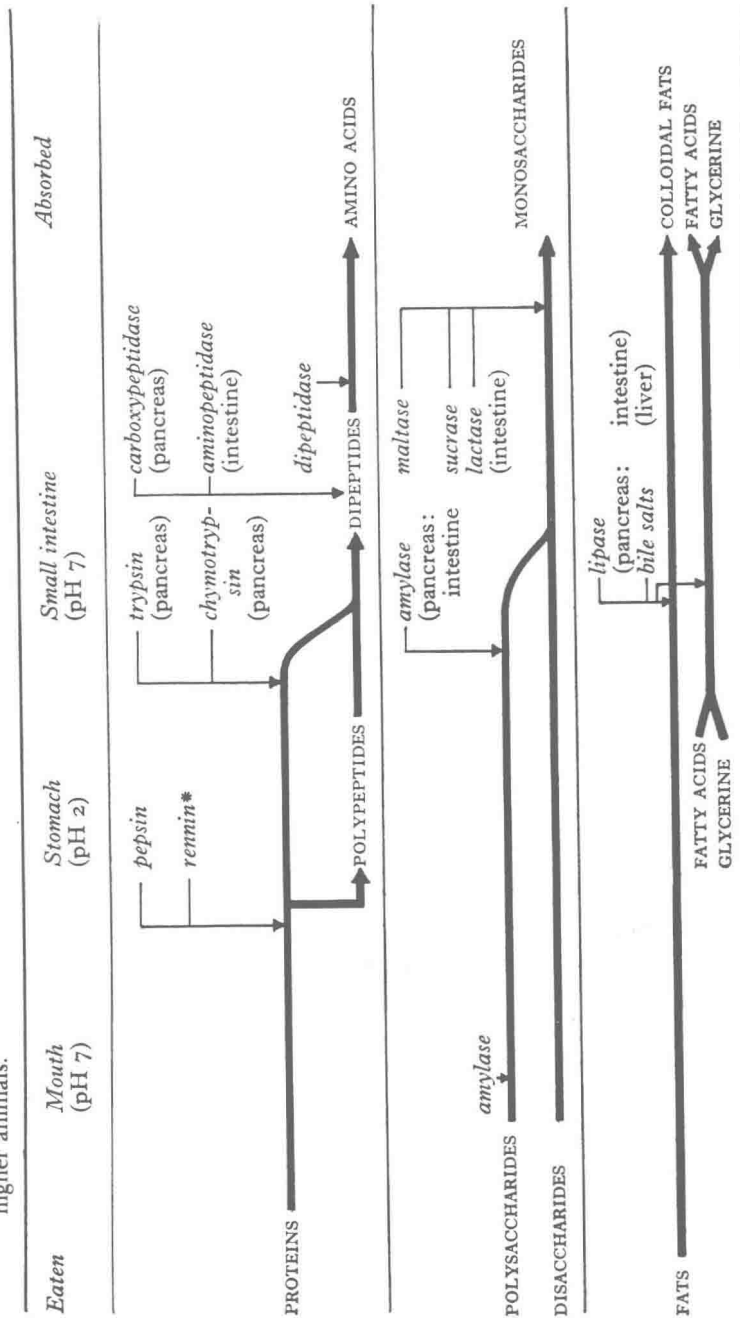 higher animals.
Eaten
Mouth
(pH 7)
Stomach
(pH 2)
Small intestine
(pH 7)
Absorbed
PROTEINS
pepsin
rennin*
POLYPEPTIDES
trypsin
(pancreas)
chymotryp-
sin
(pancreas)
carboxypeptidase
(pancreas)
aminopeptidase
(intestine)
DIPEPTIDES
dipeptidase
AMINO ACIDS
POLYSACCHARIDES
amylase
DISACCHARIDES
amylase
(pancreas:
intestine
maltase
sucrase
lactase
(intestine)
MONOSACCHARIDES
FATS
FATTY ACIDS
GLYCERINE
lipase
(pancreas: intestine)
bile salts (liver)
COLLOIDAL FATS
FATTY ACIDS
GLYCERINE